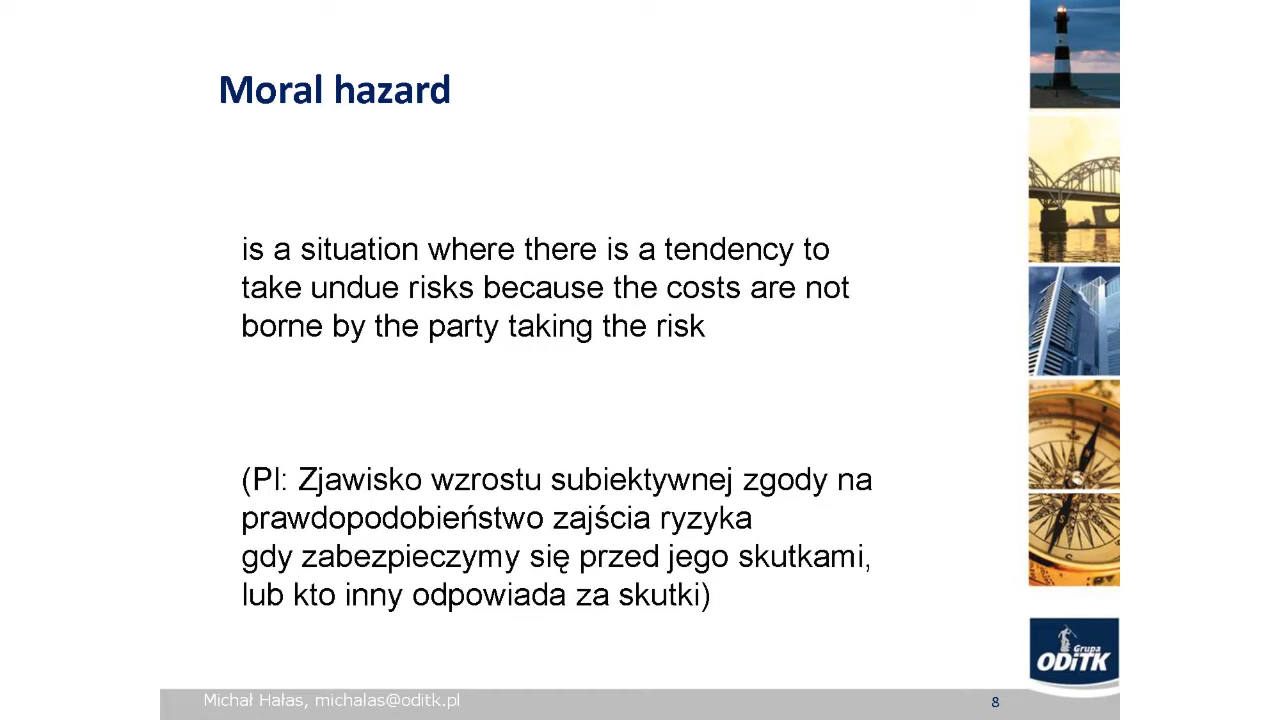 Moral hazard
is a situation where there is a tendency to
take undue risks because the costs are not
borne by the party taking the risk
(Pl: Zjawisko wzrostu subiektywnej zgody na
prawdopodobieństwo zajścia ryzyka
gdy zabezpieczymy się przed jego skutkami,
lub kto inny odpowiada za skutki)
Grupa
ODiTK
Michał Hałas, michalas@oditk.pl
8